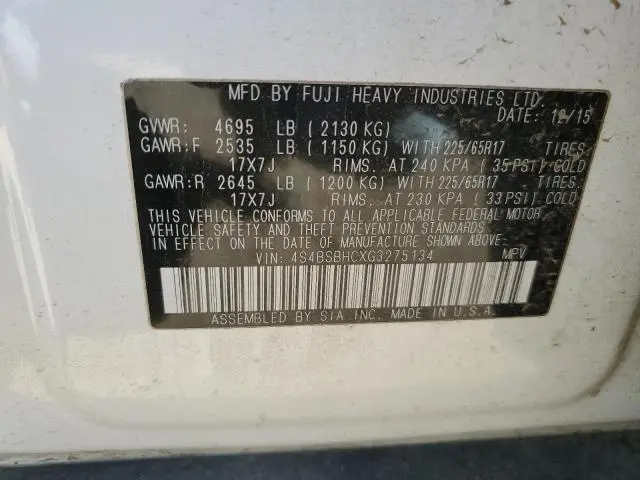 MFD BY FUJI HEAVY INDUSTRIES LTD.
DATE: 12/15
GVWR: 4695 LB ( 2130 KG)
GAWR:F 2535 LB ( 1150 KG) WITH 225/65R17 TIRES.
17X7J RIMS. AT 240 KPA ( 35 PSI) COLD
GAWR:R 2645 LB ( 1200 KG) WITH 225/65R17 TIRES.
17X7J RIMS. AT 230 KPA ( 33 PSI) COLD
THIS VEHICLE CONFORMS TO ALL APPLICABLE FEDERAL MOTOR
VEHICLE SAFETY AND THEFT PREVENTION STANDARDS
IN EFFECT ON THE DATE OF MANUFACTURE SHOWN ABOVE.
VIN: 4S4BSBHCXG3275134 MPV
ASSEMBLED BY SIA INC. MADE IN U.S.A.